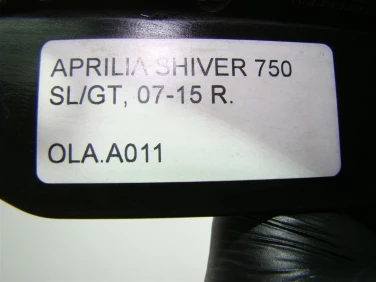 APRILIA SHIVER 750
SL/GT, 07-15 R.
OLA.A011